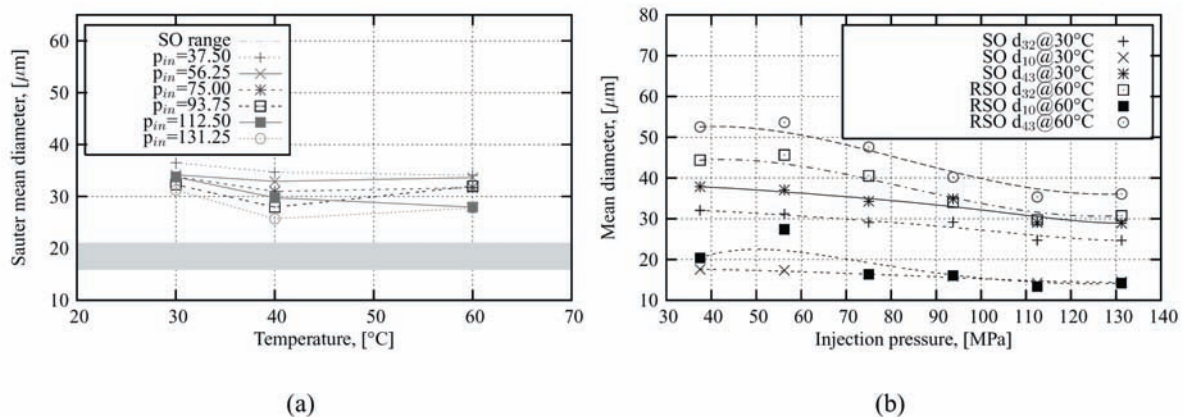 65
60
50
40
30
20
10
Sauter mean diameter, [μm]
SO range
p_in=37.50
p_in=56.25
p_in=75.00
p_in=93.75
p_in=112.50
p_in=131.25
20 30 40 50 60 70
Temperature, [°C]
(a)
80
70
60
50
40
30
20
10
Mean diameter, [μm]
SO d32@30°C
SO d10@30°C
SO d43@30°C
RSO d32@60°C
RSO d10@60°C
RSO d43@60°C
30 40 50 60 70 80 90 100 110 120 130 140
Injection pressure, [MPa]
(b)